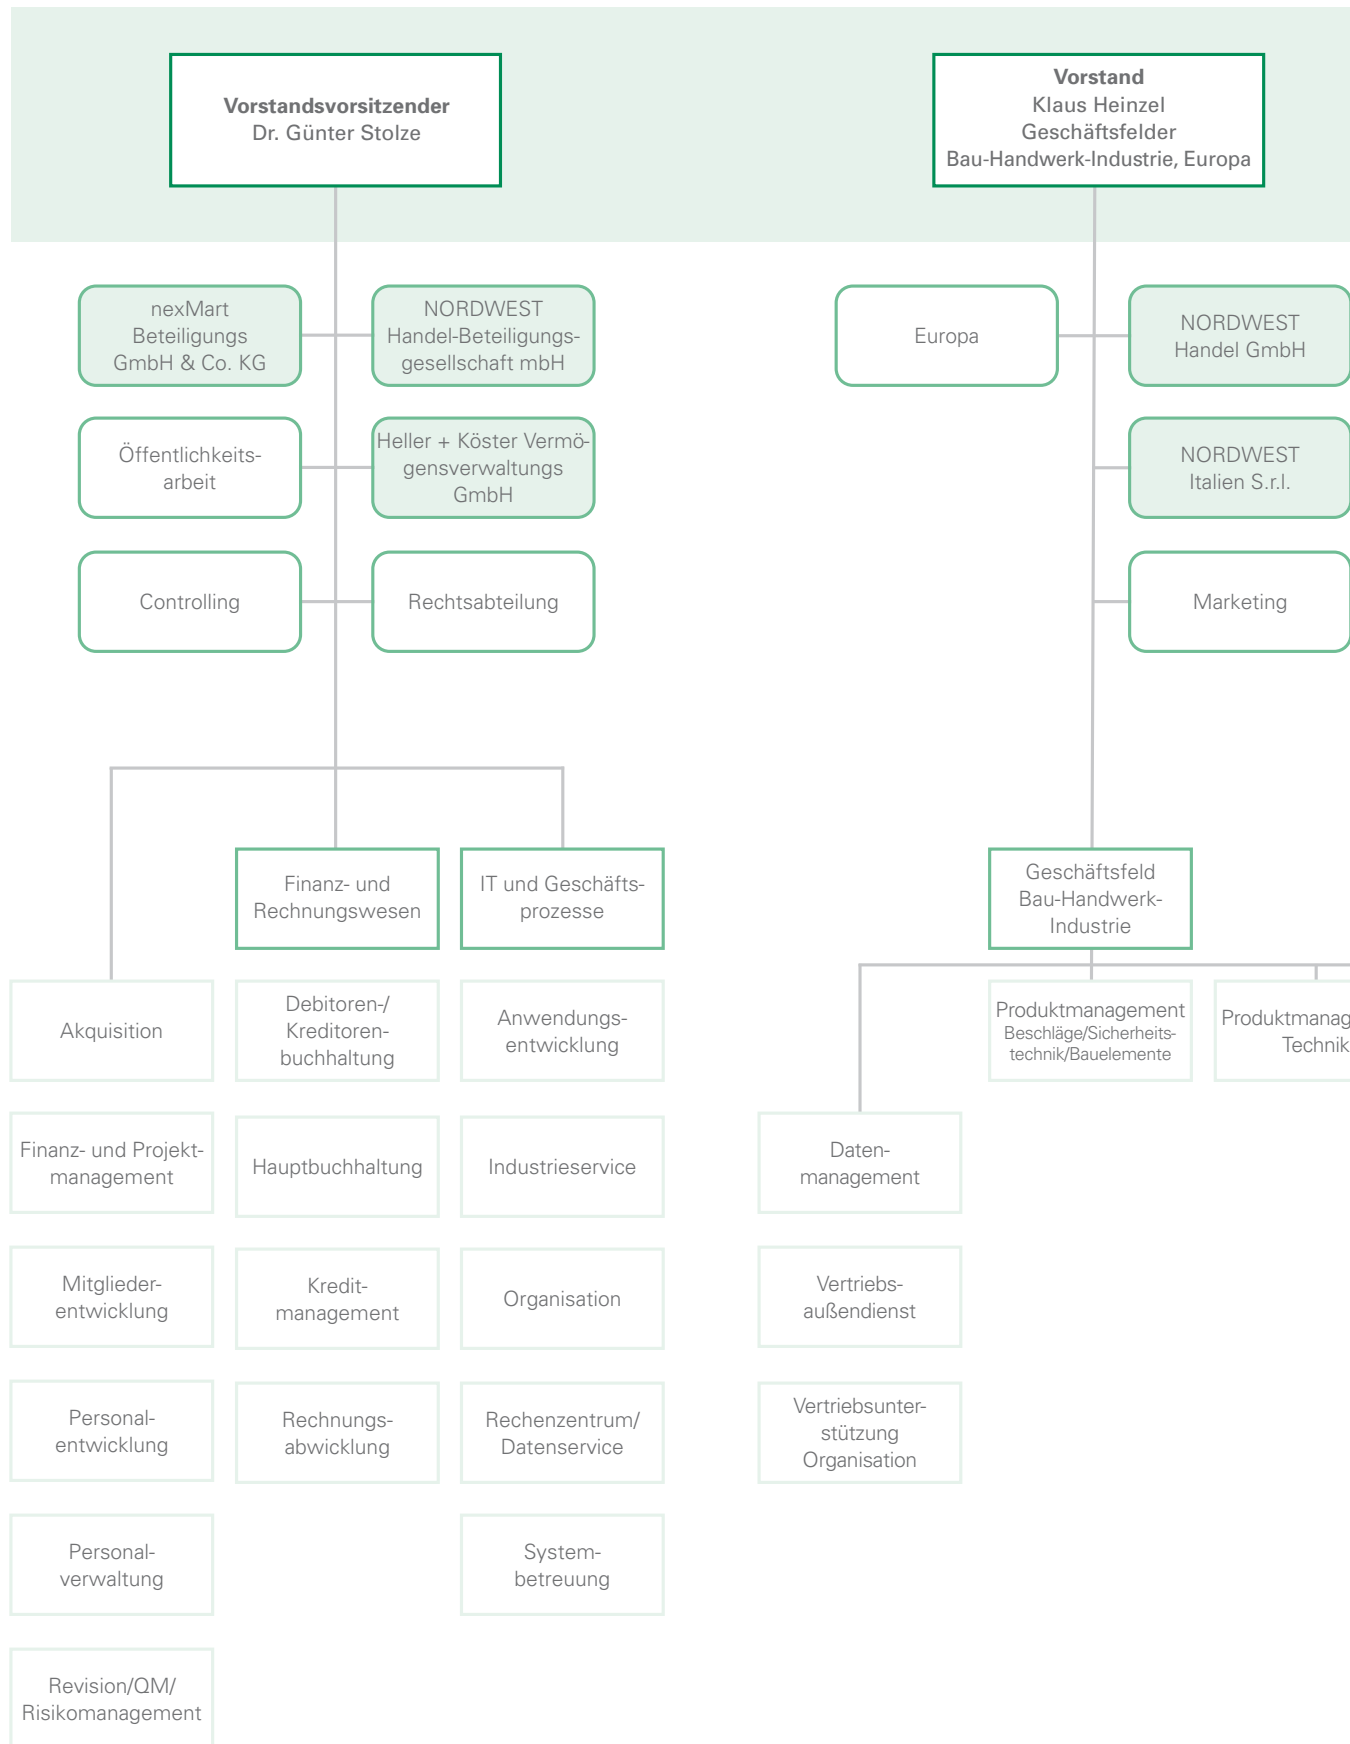 Vorstandsvorsitzender
Dr. Günter Stolze
Vorstand
Klaus Heinzel
Geschäftsfelder
Bau-Handwerk-Industrie, Europa
nexMart
Beteiligungs
GmbH & Co. KG
NORDWEST
Handel-Beteiligungs-
gesellschaft mbH
Europa
NORDWEST
Handel GmbH
Öffentlichkeits-
arbeit
Heller + Köster Vermö-
gensverwaltungs
GmbH
NORDWEST
Italien S.r.l.
Controlling
Rechtsabteilung
Marketing
Finanz- und
Rechnungswesen
IT und Geschäfts-
prozesse
Geschäftsfeld
Bau-Handwerk-
Industrie
Akquisition
Debitoren-/
Kreditoren-
buchhaltung
Anwendungs-
entwicklung
Produktmanagement
Beschläge/Sicherheits-
technik/Bauelemente
Produktmanag
Technik
Finanz- und Projekt-
management
Hauptbuchhaltung
Industrieservice
Daten-
management
Mitglieder-
entwicklung
Kredit-
management
Organisation
Vertriebs-
außendienst
Personal-
entwicklung
Rechnungs-
abwicklung
Rechenzentrum/
Datenservice
Vertriebsunter-
stützung
Organisation
Personal-
verwaltung
System-
betreuung
Revision/QM/
Risikomanagement